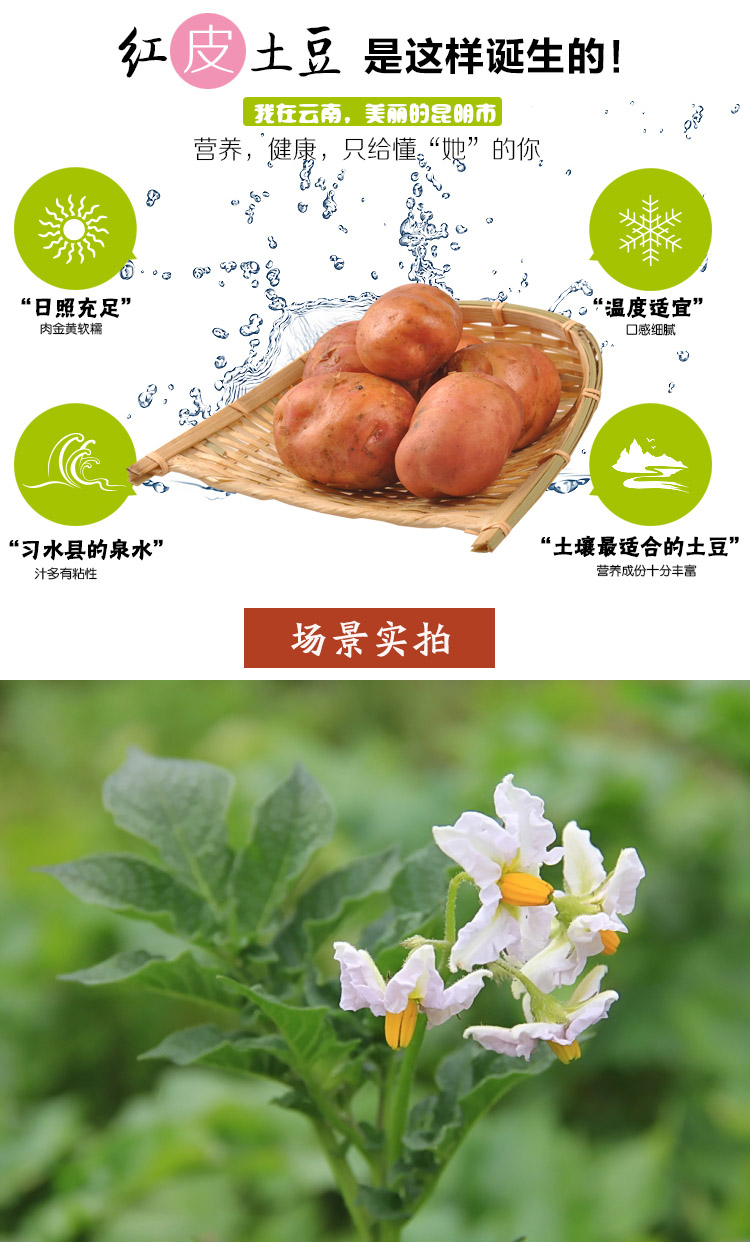 红皮土豆 是这样诞生的!
我在云南，美丽的昆明市
营养，健康，只给懂“她”的你
“日照充足”
肉金黄软糯
“温度适宜”
口感细腻
“习水县的泉水”
汁多有粘性
“土壤最适合的土豆”
营养成份十分丰富
场景实拍